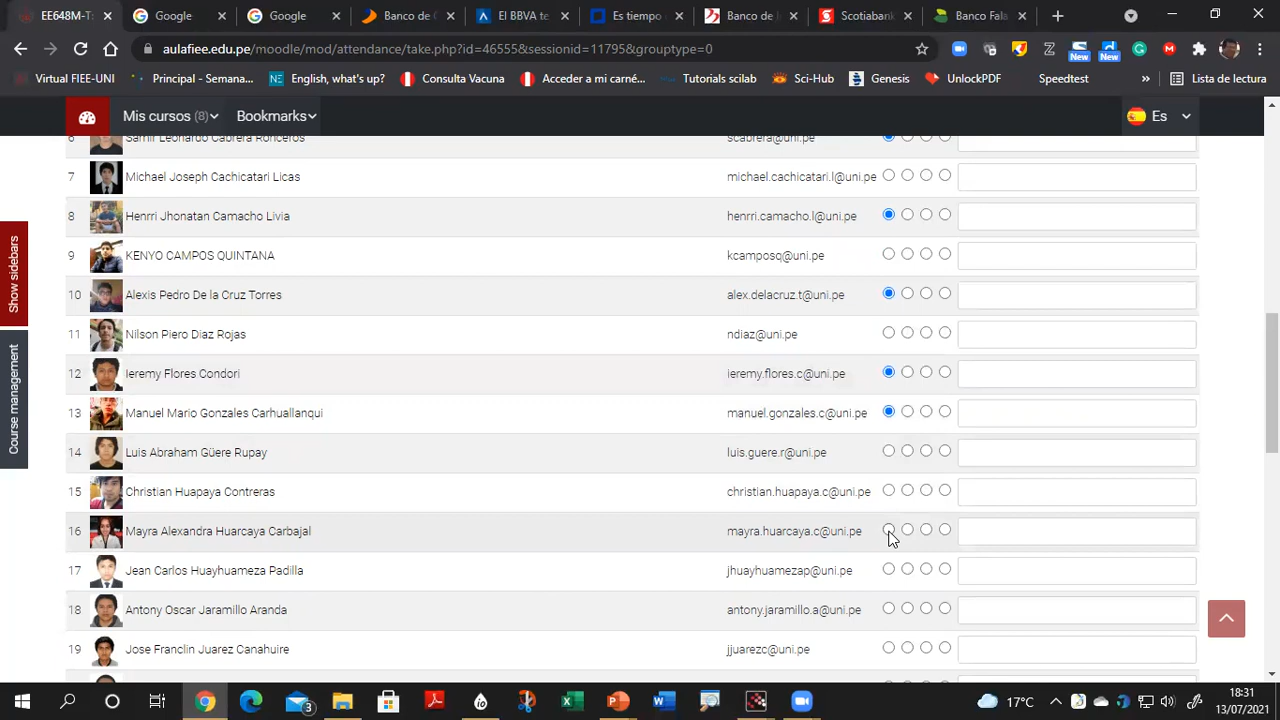 EE648M-T Google Google Banco de C El BBVA e Es tiempo Banco de C Scotiabank Banco Fala
aulafiee.edu.pe/moodle/mod/attendance/take.php?id=46555&sessionid=11795&grouptype=0
New New
Virtual FIEE-UNI Principal - Semana... English, what's up? Consulta Vacuna Acceder a mi carné... Tutorials scilab Sci-Hub Genesis UnlockPDF Speedtest » Lista de lectura
Mis cursos (8) Bookmarks Es
Show sidebars
Course management
7 Michael Joseph Cachicatari Licas michael.cachicatari.l@uni.pe
8 Henrri Jhonatan Camacho Livia henrri.camacho.l@uni.pe
9 KENYO CAMPOS QUINTANA kcamposq@uni.pe
10 Alexis Pedro De la Cruz Torres alex.delacruz.t@uni.pe
11 Nilson Piero Diaz Rojas ndiaz@uni.pe
12 Ieremy Flores Condori ieremy.flores.c@uni.pe
13 Manuel Marco Gonzales Carhuallanqui manuel.gonzales.c@uni.pe
14 Luis Abraham Güere Rupay luis.guere.r@uni.pe
15 Christian Huapaya Contreras christian.huapaya.c@uni.pe
16 Mayra Alexandra Huarcaya Carbajal mayra.huarcaya.c@uni.pe
17 Jean Carlos Huayhuameza Padilla jhuayhuamezap@uni.pe
18 Antony Oscar Jaramillo Aranda antony.jaramillo.a@uni.pe
19 Jose Franclin Juarez Canahuire jjuarezc@uni.pe
3 17°C 18:31
13/07/2021